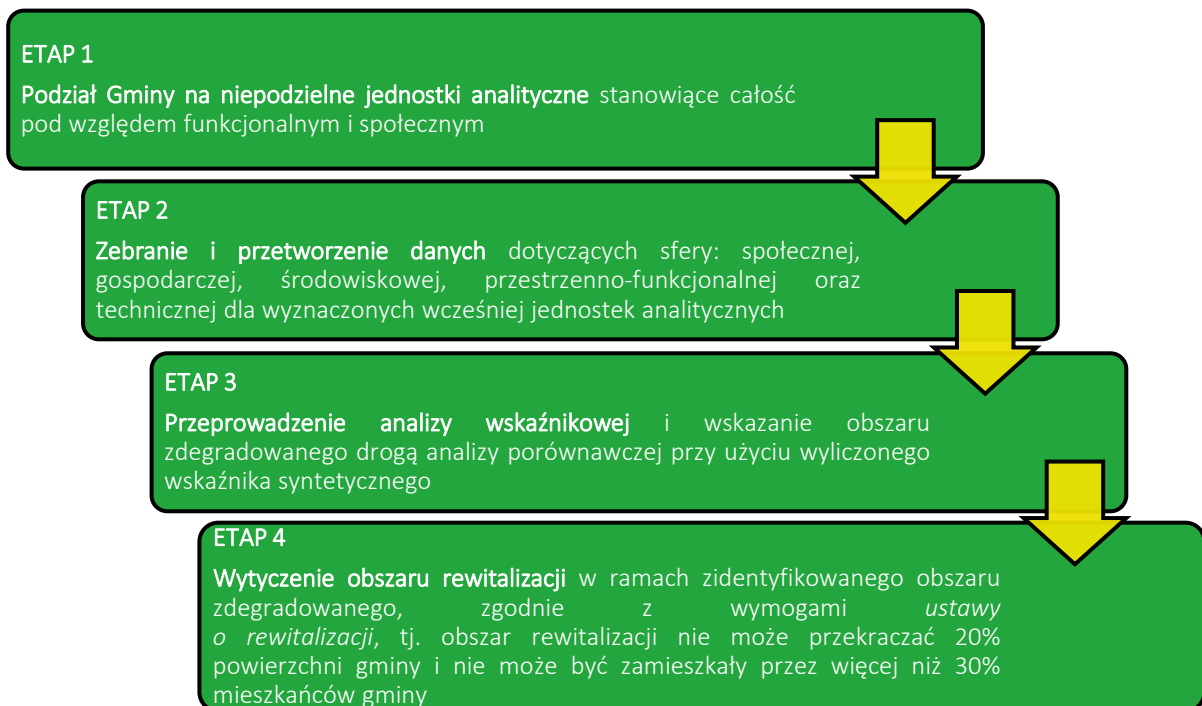 ETAP 1
Podział Gminy na niepodzielne jednostki analityczne stanowiące całość
pod względem funkcjonalnym i społecznym
ETAP 2
Zebranie i przetworzenie danych dotyczących sfery: społecznej,
gospodarczej, środowiskowej, przestrzenno-funkcjonalnej oraz
technicznej dla wyznaczonych wcześniej jednostek analitycznych
ETAP 3
Przeprowadzenie analizy wskaźnikowej i wskazanie obszaru
zdegradowanego drogą analizy porównawczej przy użyciu wyliczonego
wskaźnika syntetycznego
ETAP 4
Wytyczenie obszaru rewitalizacji w ramach zidentyfikowanego obszaru
zdegradowanego, zgodnie z wymogami ustawy
o rewitalizacji, tj. obszar rewitalizacji nie może przekraczać 20%
powierzchni gminy i nie może być zamieszkały przez więcej niż 30%
mieszkańców gminy